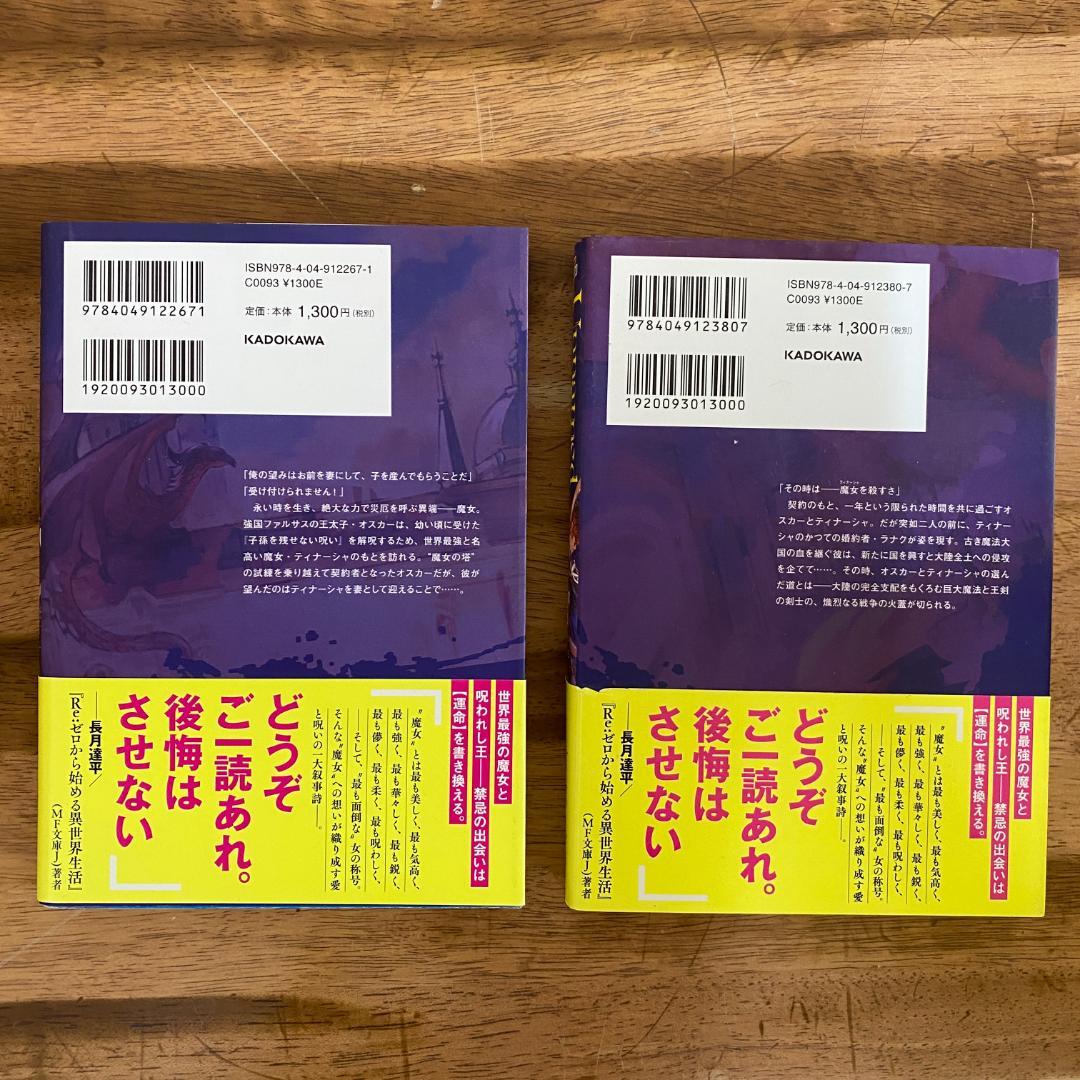 ISBN978-4-04-912267-1
C0093 ¥1300E
定価：本体 1,300円（税別）
KADOKAWA
9784049122671
1920093013000
「俺の望みはお前を妻にして、子を産んでもらうことだ」
「受け付けられません！」
永い時を生き、絶大な力で災厄を呼ぶ異端――魔女。
強国ファルサスの王太子・オスカーは、幼い頃に受けた
『子孫を残せない呪い』を解呪するため、世界最強と名
高い魔女・ティナーシャのもとを訪れる。“魔女の塔”
の試練を乗り越えて契約者となったオスカーだが、彼が
望んだのはティナーシャを妻として迎えることで……。
世界最強の魔女と
呪われし王――禁忌の出会いは
【運命】を書き換える。
“魔女”とは最も美しく、最も気高く、
最も強く、最も華々しく、最も鋭く、
最も儚く、最も柔く、最も呪わしく、
――そして、“最も面倒な”女の称号。
そんな“魔女”への想いが織り成す愛
と呪いの一大叙事詩――。
「どうぞ
ご一読あれ。
後悔は
させない」
――長月達平／
『Re:ゼロから始める異世界生活』
（MF文庫J）著者
ISBN978-4-04-912380-7
C0093 ¥1300E
定価：本体 1,300円（税別）
KADOKAWA
9784049123807
1920093013000
「その時は――魔女を殺すさ」
ティナーシャ
契約のもと、一年という限られた時間を共に過ごすオ
スカーとティナーシャ。だが突如二人の前に、ティナー
シャのかつての婚約者・ラナクが姿を現す。古き魔法大
国の血を継ぐ彼は、新たに国を興すと大陸全土への侵攻
を企てて……。その時、オスカーとティナーシャの選ん
だ道とは――大陸の完全支配をもくろむ巨大魔法と王剣
の剣士の、熾烈なる戦争の火蓋が切られる。
世界最強の魔女と
呪われし王――禁忌の出会いは
【運命】を書き換える。
“魔女”とは最も美しく、最も気高く、
最も強く、最も華々しく、最も鋭く、
最も儚く、最も柔く、最も呪わしく、
――そして、“最も面倒な”女の称号。
そんな“魔女”への想いが織り成す愛
と呪いの一大叙事詩――。
「どうぞ
ご一読あれ。
後悔は
させない」
――長月達平／
『Re:ゼロから始める異世界生活』
（MF文庫J）著者